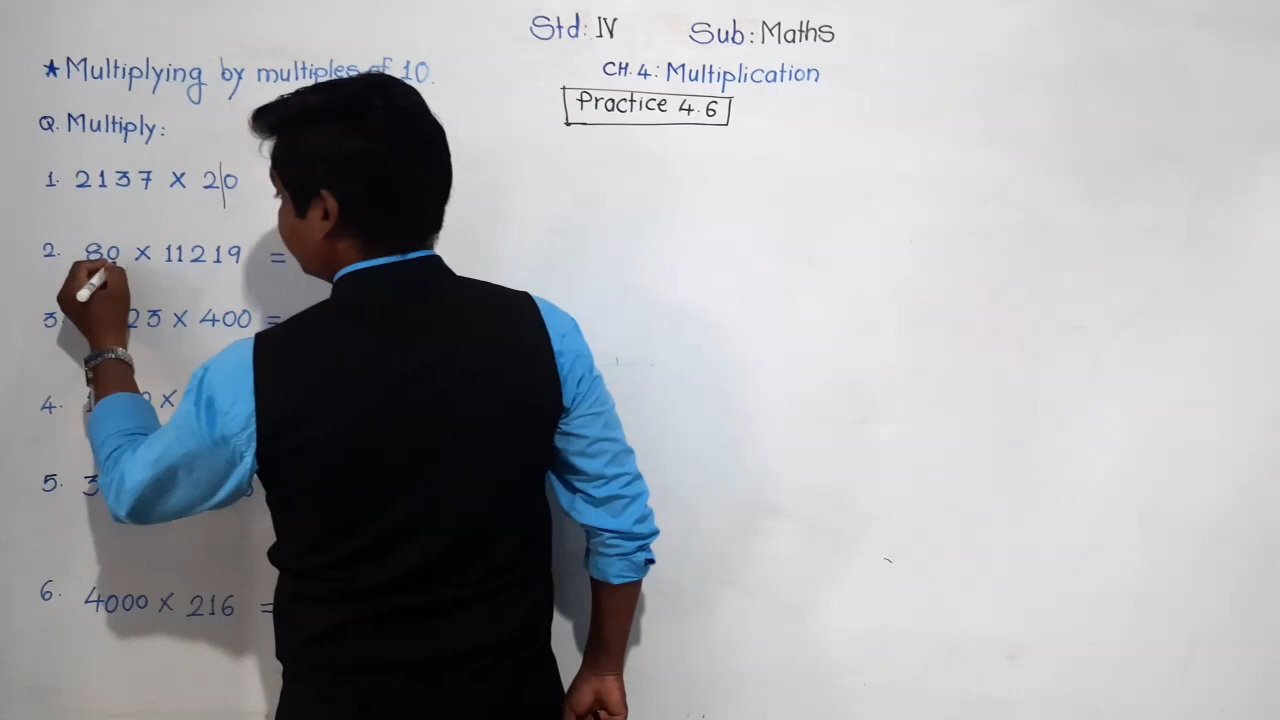 Std: IV Sub: Maths
CH. 4: Multiplication
Practice 4.6
★ Multiplying by multiples of 10.
Q. Multiply:
1. 2137 X 20
2. 80 X 11219 =
3. 23 X 400 =
4. X
5. 3
6. 4000 X 216 =